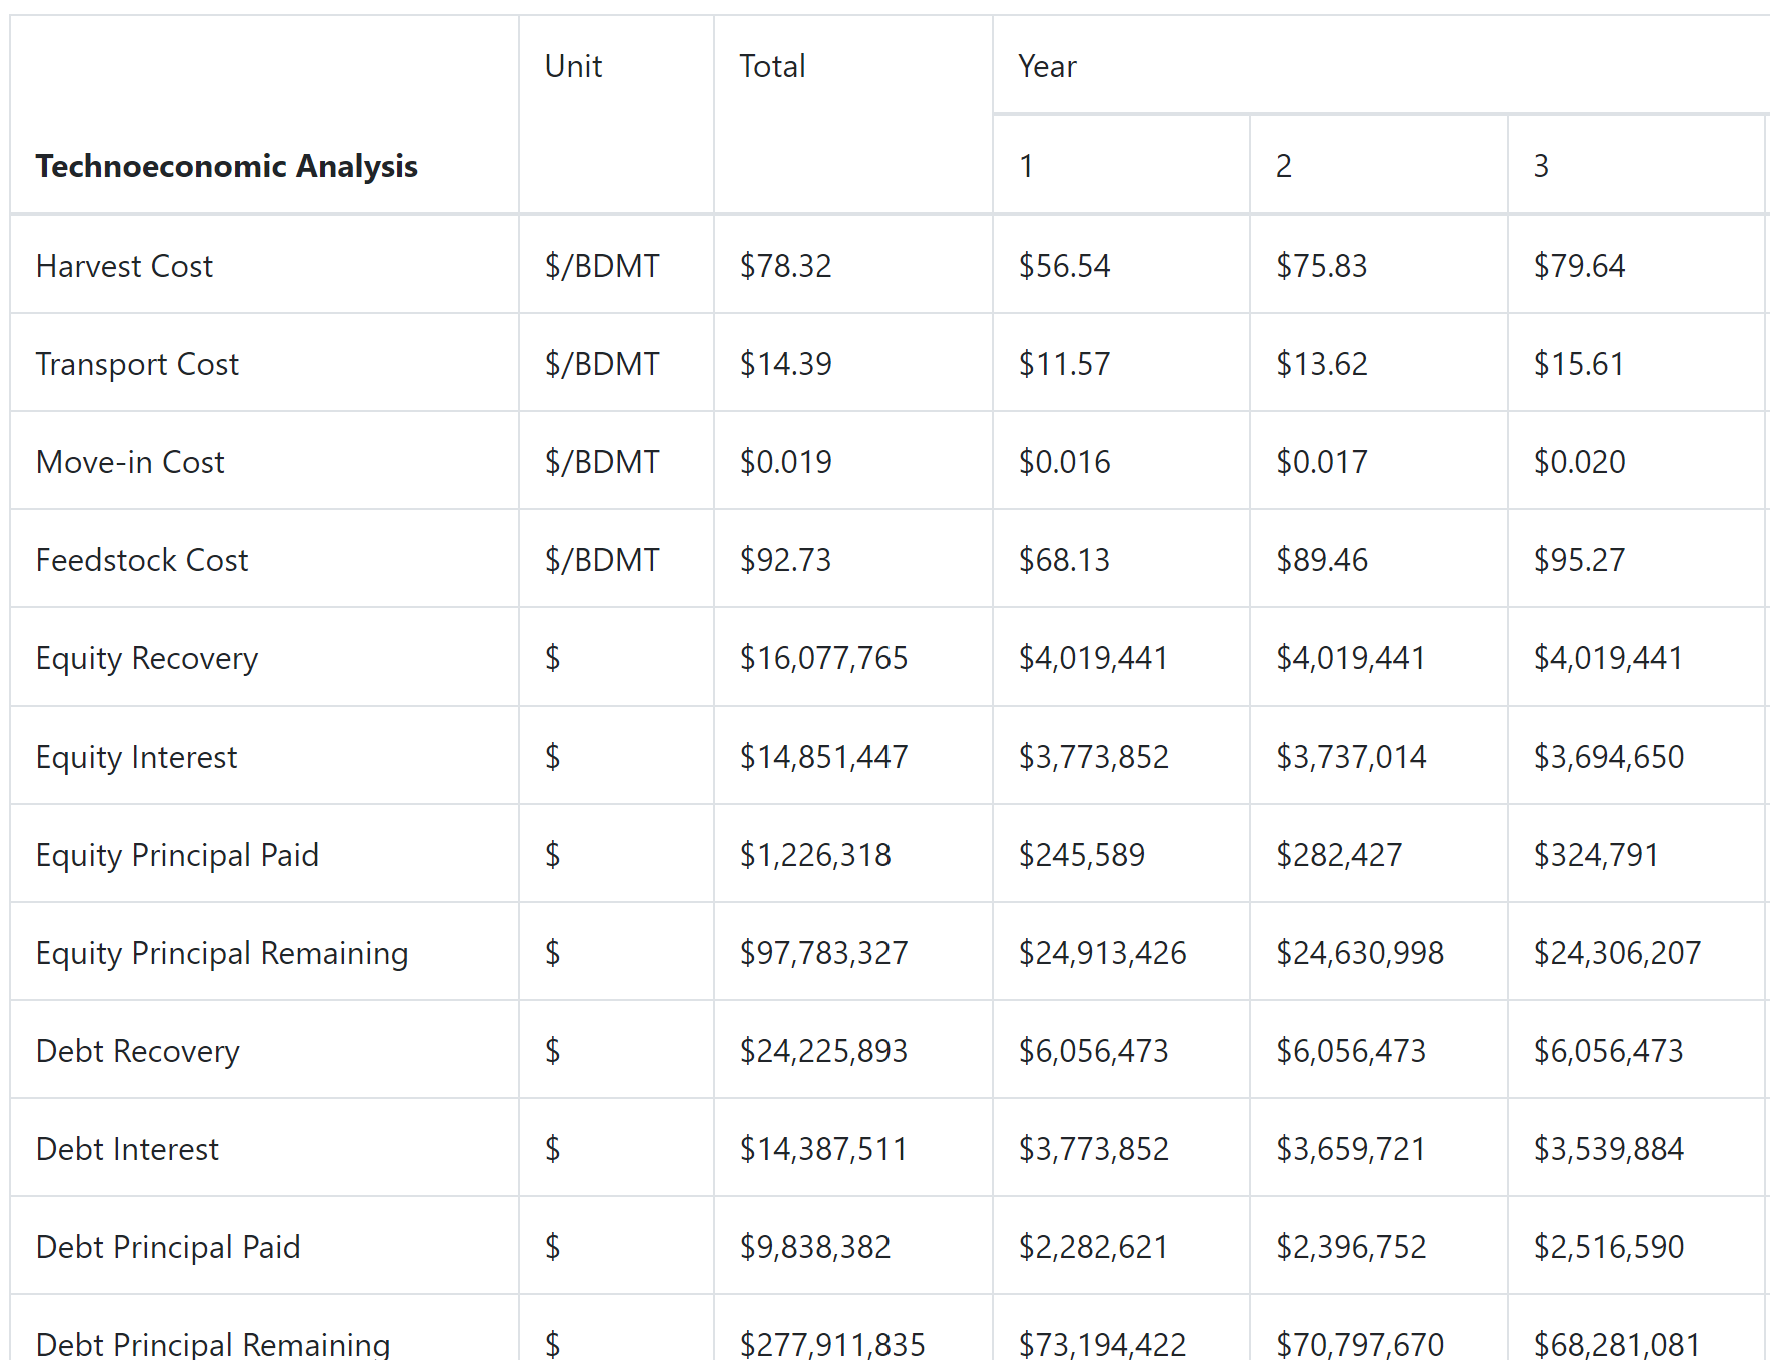 Unit Total Year
Technoeconomic Analysis 1 2 3
Harvest Cost $/BDMT $78.32 $56.54 $75.83 $79.64
Transport Cost $/BDMT $14.39 $11.57 $13.62 $15.61
Move-in Cost $/BDMT $0.019 $0.016 $0.017 $0.020
Feedstock Cost $/BDMT $92.73 $68.13 $89.46 $95.27
Equity Recovery $ $16,077,765 $4,019,441 $4,019,441 $4,019,441
Equity Interest $ $14,851,447 $3,773,852 $3,737,014 $3,694,650
Equity Principal Paid $ $1,226,318 $245,589 $282,427 $324,791
Equity Principal Remaining $ $97,783,327 $24,913,426 $24,630,998 $24,306,207
Debt Recovery $ $24,225,893 $6,056,473 $6,056,473 $6,056,473
Debt Interest $ $14,387,511 $3,773,852 $3,659,721 $3,539,884
Debt Principal Paid $ $9,838,382 $2,282,621 $2,396,752 $2,516,590
Debt Principal Remaining $ $277,911,835 $73,194,422 $70,797,670 $68,281,081